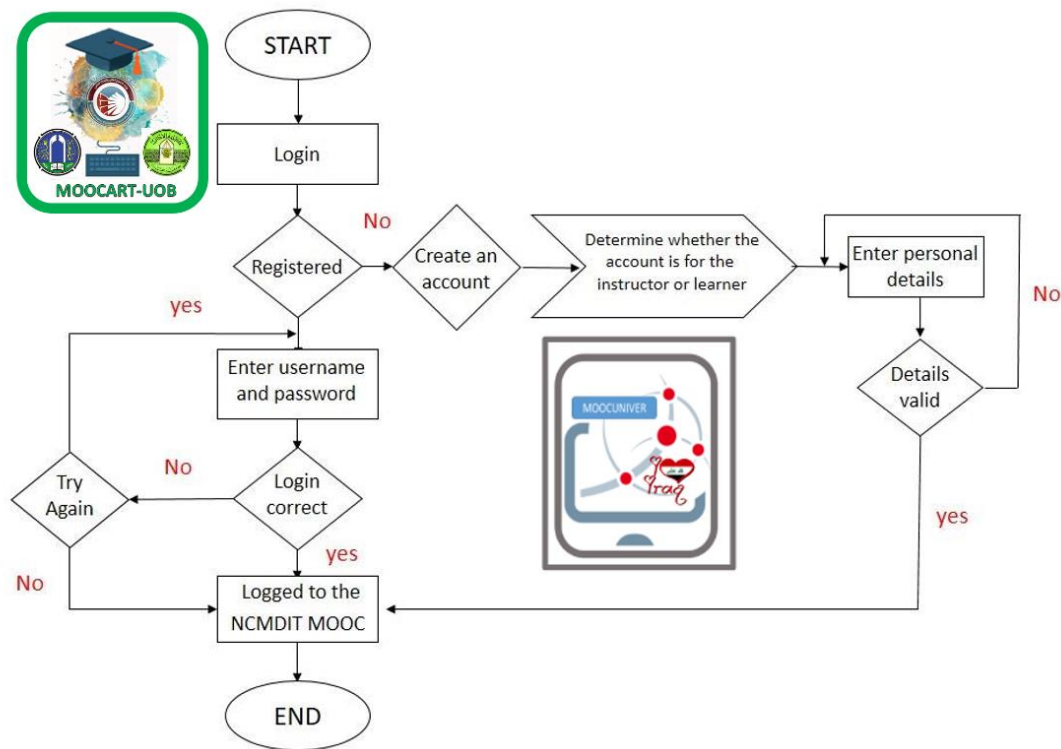 START
MOOCART-UOB
Login
No
Registered
Create an
account
Determine whether the
account is for the
instructor or learner
Enter personal
details
No
yes
Enter username
and password
Details
valid
MOOCUNIVER
I
Iraq
Try
Again
No
Login
correct
yes
yes
No
Logged to the
NCMDIT MOOC
END